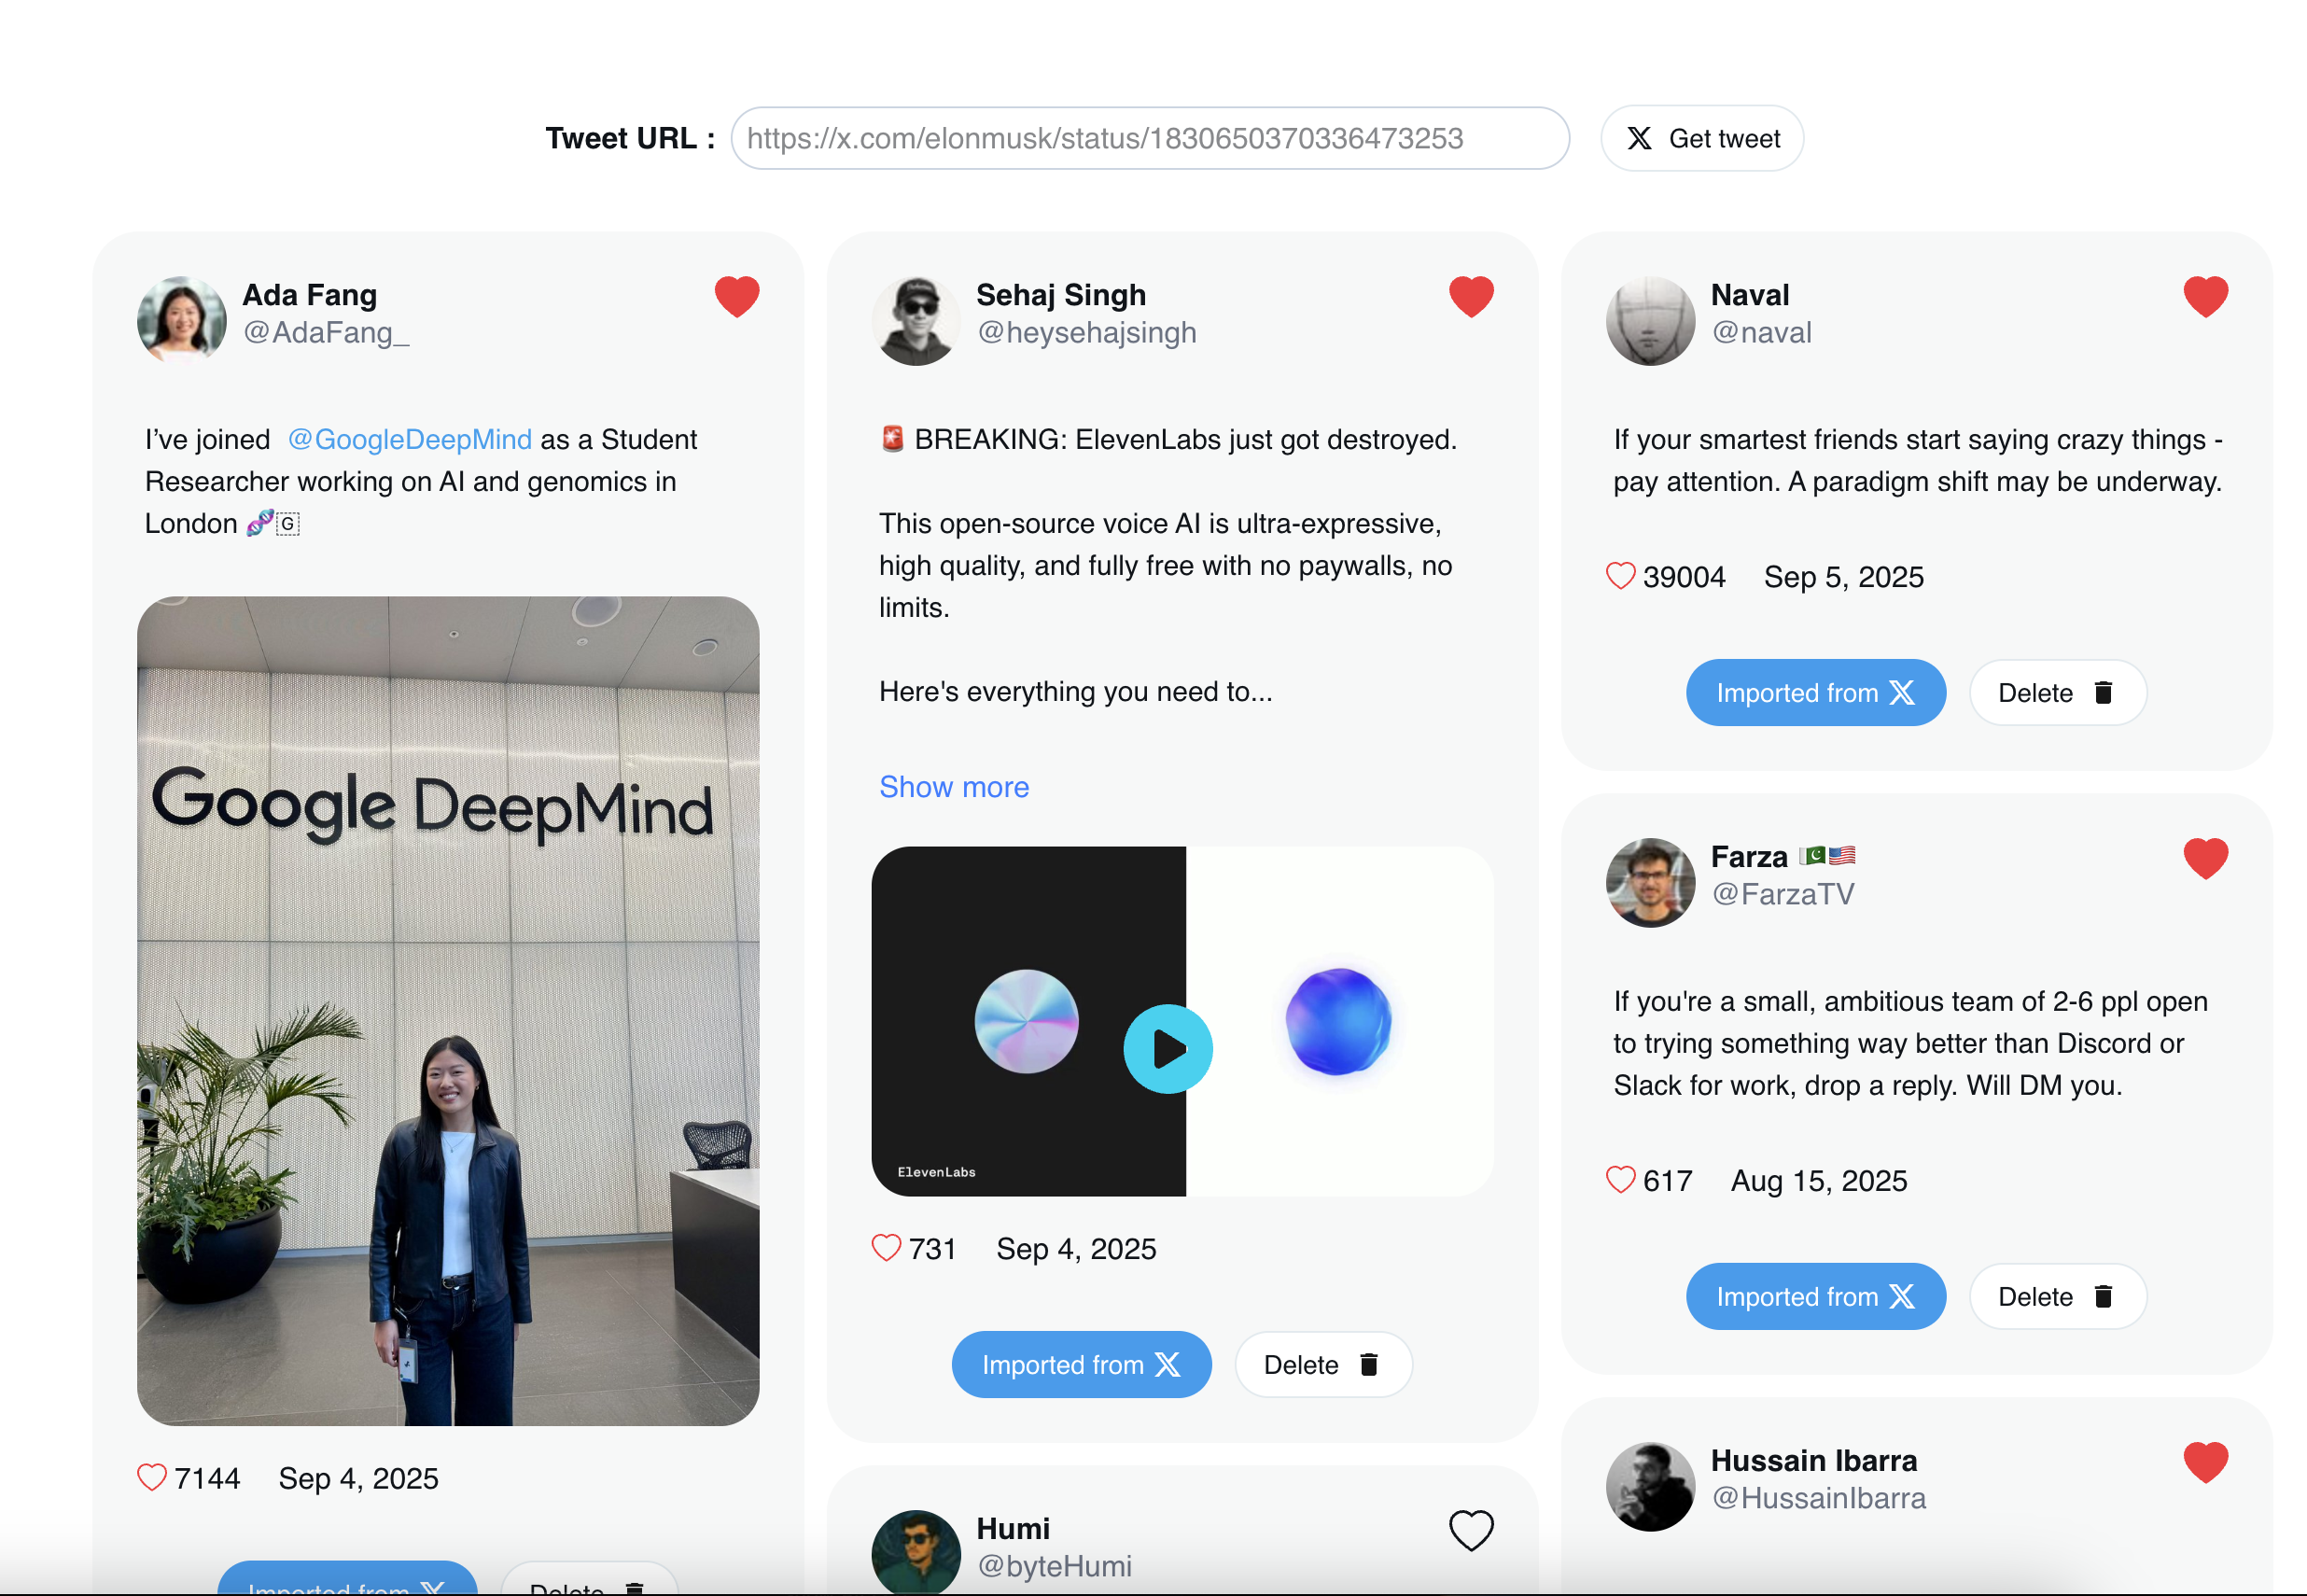 Tweet URL :
https://x.com/elonmusk/status/1830650370336473253
Get tweet
Ada Fang
@AdaFang_
I’ve joined @GoogleDeepMind as a Student
Researcher working on AI and genomics in
London 🧬🇬
Google DeepMind
7144 Sep 4, 2025
Imported from X
Delete
Sehaj Singh
@heysehajsingh
🚨 BREAKING: ElevenLabs just got destroyed.
This open-source voice AI is ultra-expressive,
high quality, and fully free with no paywalls, no
limits.
Here's everything you need to...
Show more
ElevenLabs
731 Sep 4, 2025
Imported from X
Delete
Humi
@byteHumi
Naval
@naval
If your smartest friends start saying crazy things -
pay attention. A paradigm shift may be underway.
39004 Sep 5, 2025
Imported from X
Delete
Farza 🇵🇰🇺🇸
@FarzaTV
If you're a small, ambitious team of 2-6 ppl open
to trying something way better than Discord or
Slack for work, drop a reply. Will DM you.
617 Aug 15, 2025
Imported from X
Delete
Hussain Ibarra
@HussainIbarra